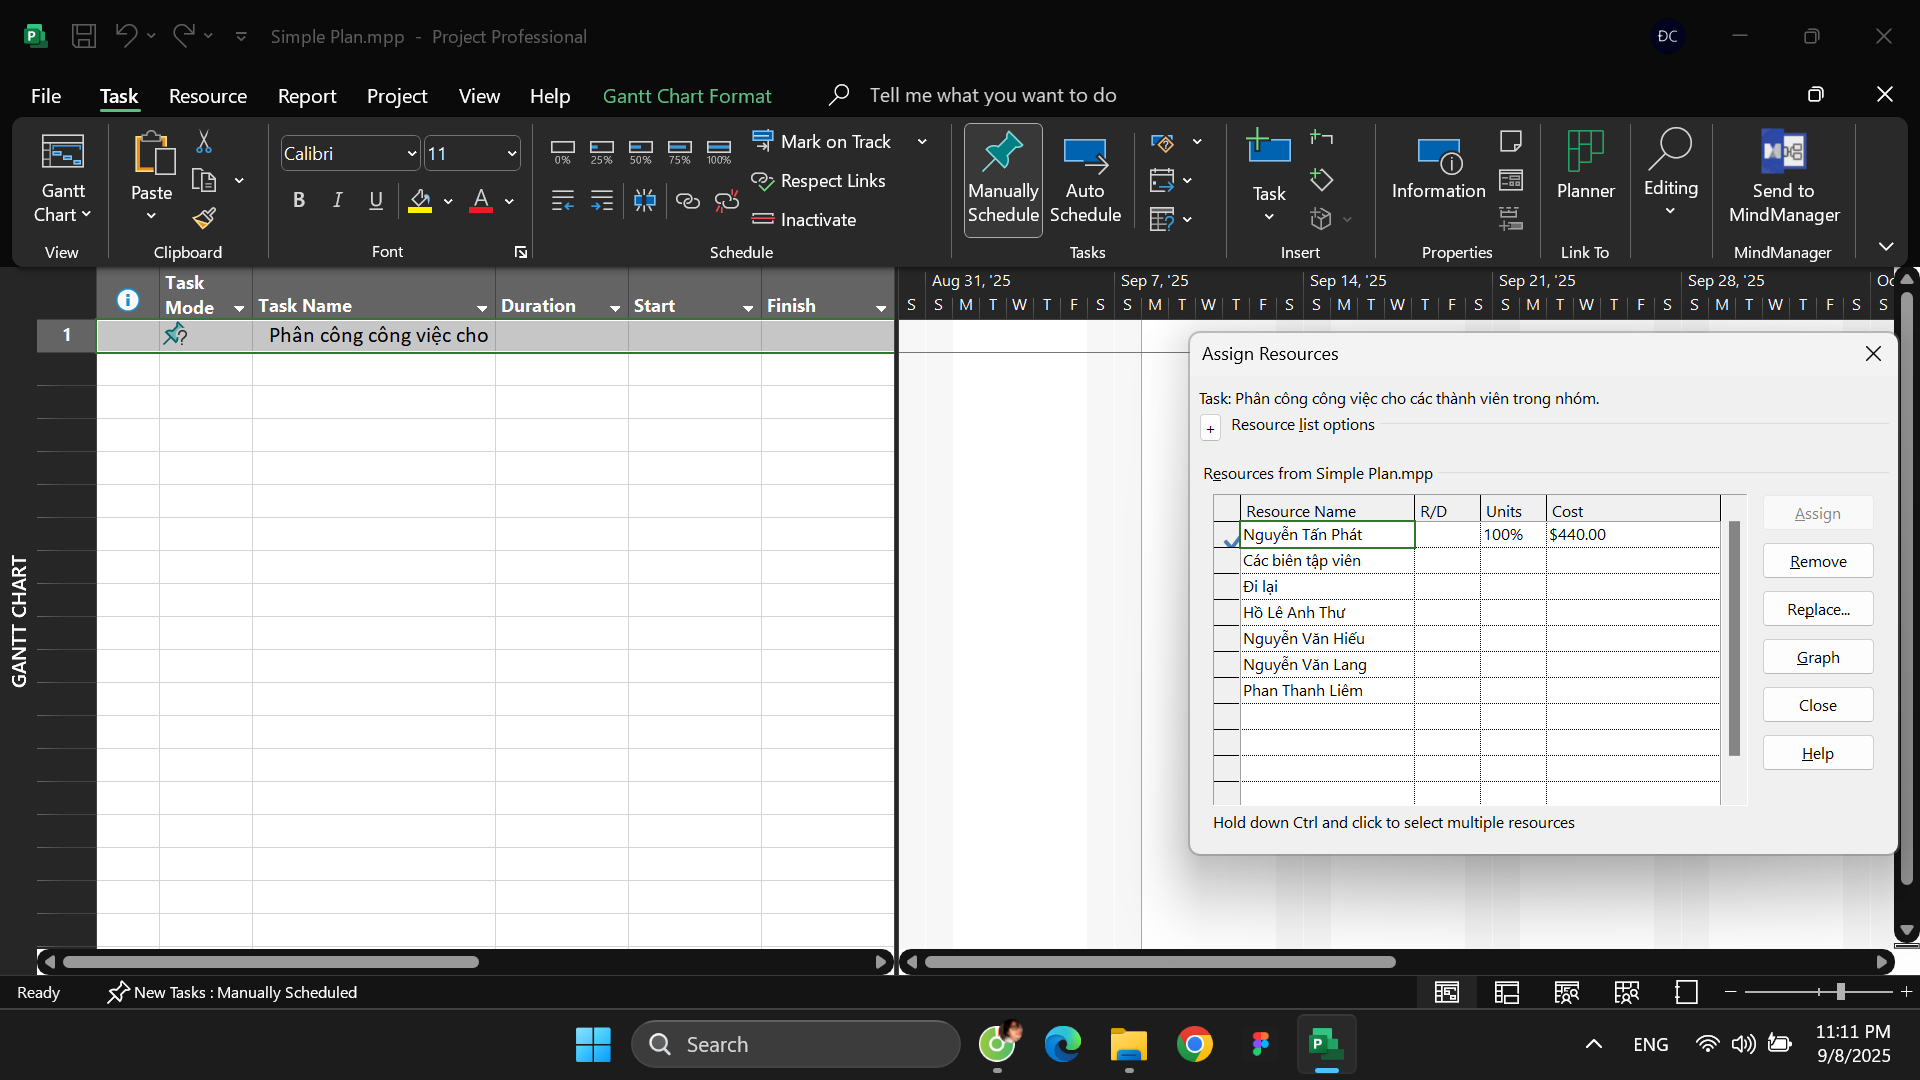 P
Simple Plan.mpp - Project Professional
ĐC
File Task Resource Report Project View Help Gantt Chart Format Tell me what you want to do
Gantt
Chart
View
Paste
Clipboard
Calibri 11
B I U A
Font
0% 25% 50% 75% 100%
Mark on Track
Respect Links
Inactivate
Schedule
Manually
Schedule
Auto
Schedule
Tasks
Task
Insert
Information
Properties
Planner
Link To
Editing
Send to
MindManager
MindManager
Task
Mode
Task Name
Duration
Start
Finish
Aug 31, '25 Sep 7, '25 Sep 14, '25 Sep 21, '25 Sep 28, '25 Oc
S S M T W T F S S M T W T F S S M T W T F S S M T W T F S S M T W T F S S
1 Phân công công việc cho
GANTT CHART
Assign Resources
Task: Phân công công việc cho các thành viên trong nhóm.
+ Resource list options
Resources from Simple Plan.mpp
Resource Name R/D Units Cost
Nguyễn Tấn Phát 100% $440.00
Các biên tập viên
Đi lại
Hồ Lê Anh Thư
Nguyễn Văn Hiếu
Nguyễn Văn Lang
Phan Thanh Liêm
Assign
Remove
Replace...
Graph
Close
Help
Hold down Ctrl and click to select multiple resources
Ready New Tasks : Manually Scheduled
Search
P
ENG
11:11 PM
9/8/2025